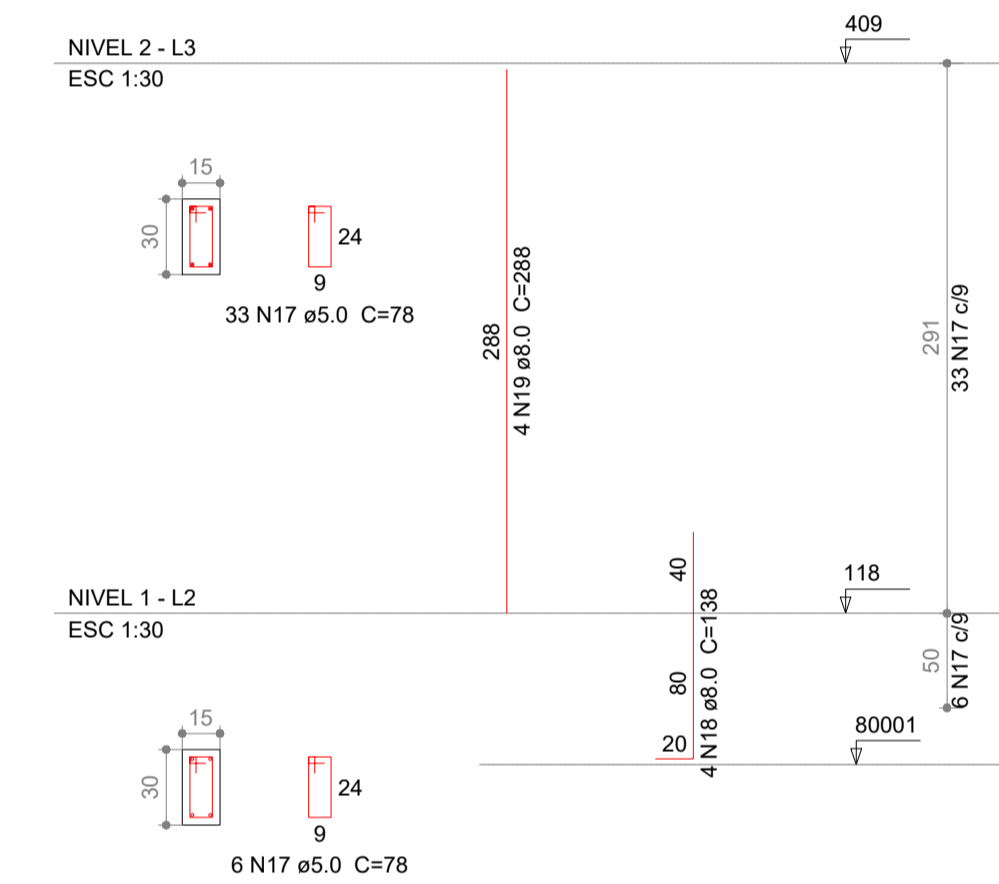 NIVEL 2 - L3
ESC 1:30
409
15
30
24
9
33 N17 ø5.0 C=78
288
4 N19 ø8.0 C=288
291
33 N17 c/9
NIVEL 1 - L2
ESC 1:30
118
40
80
20
4 N18 ø8.0 C=138
50
6 N17 c/9
80001
15
30
24
9
6 N17 ø5.0 C=78